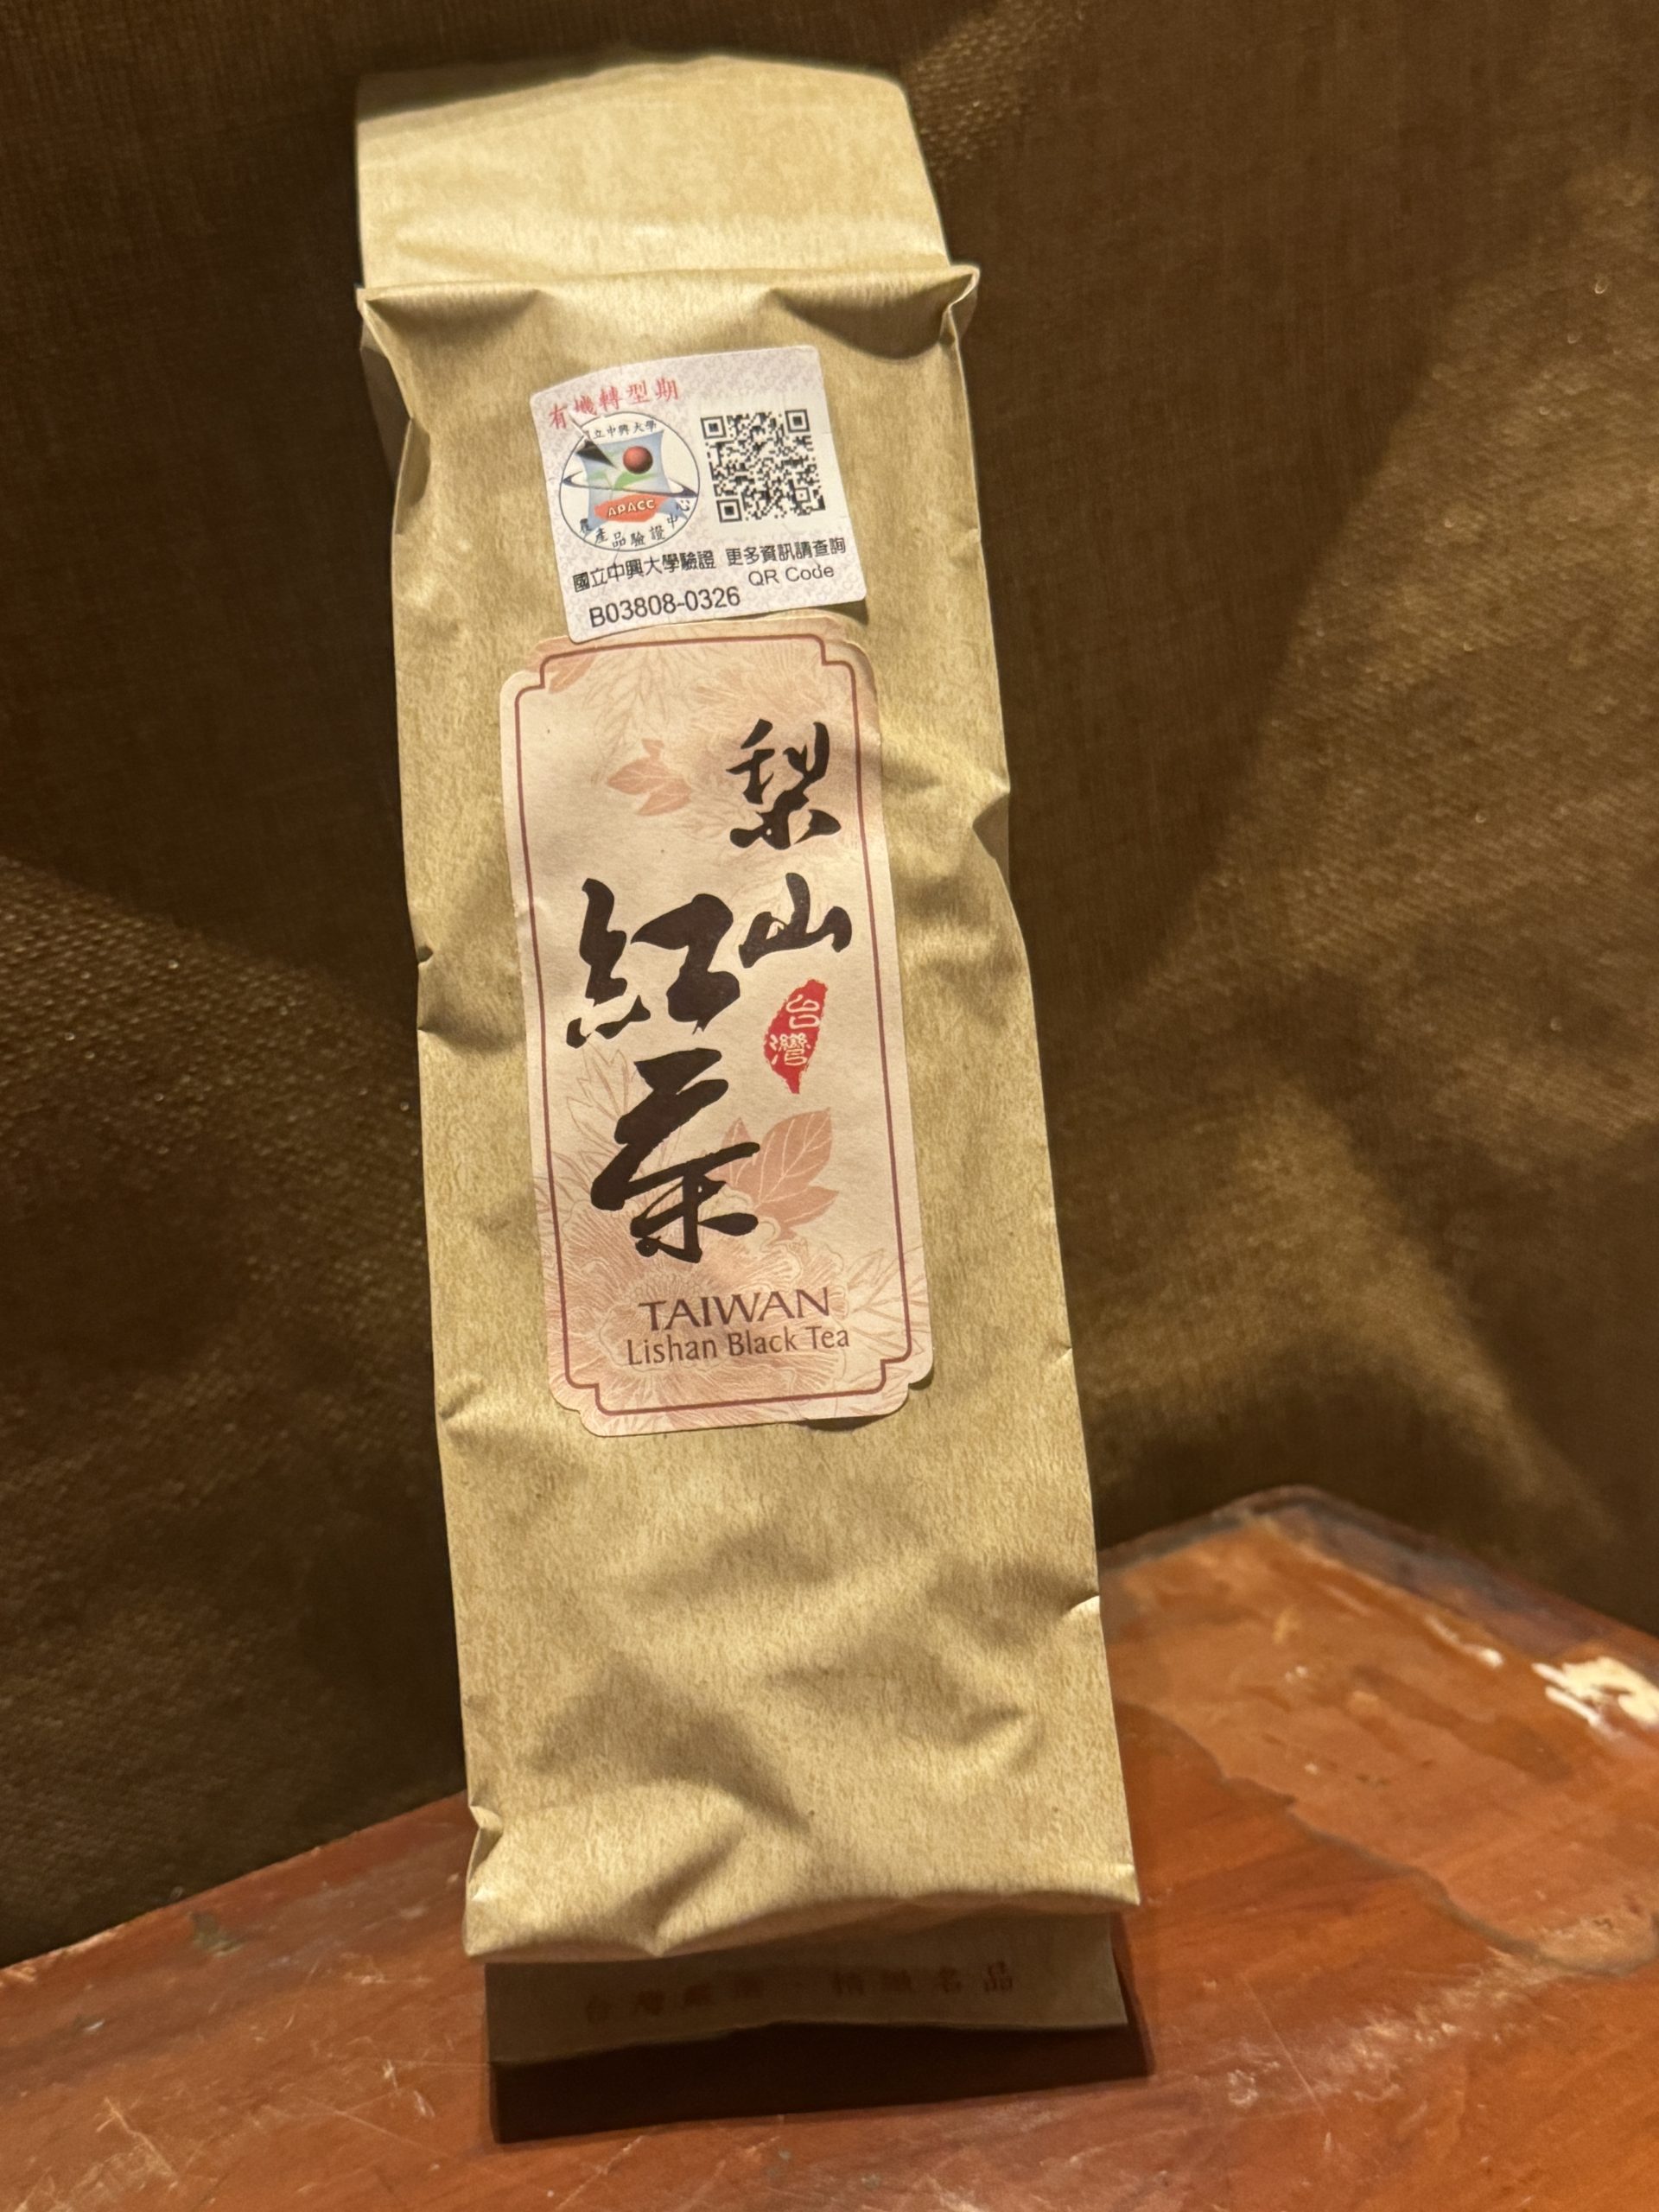 有機轉型期
國立中興大學
APACC
農產品驗證中心
國立中興大學驗證 更多資訊請查詢
QR Code
B03808-0326
梨山
紅茶
台灣
TAIWAN
Lishan Black Tea